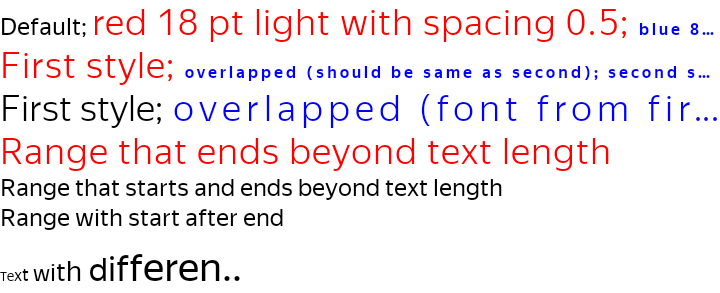 Default; red 18 pt light with spacing 0.5; blue 8...
First style; overlapped (should be same as second); second s...
First style; overlapped (font from fir...
Range that ends beyond text length
Range that starts and ends beyond text length
Range with start after end
TeXt with differen..